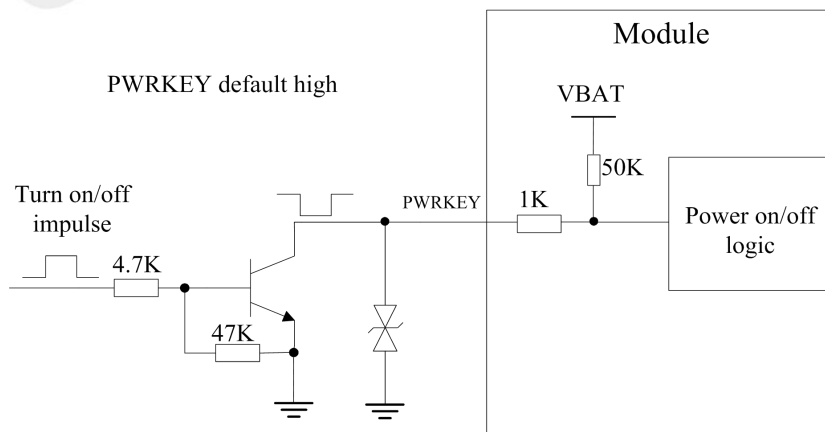 Module
PWRKEY default high
VBAT
50K
Turn on/off
impulse
PWRKEY
1K
Power on/off
logic
4.7K
47K